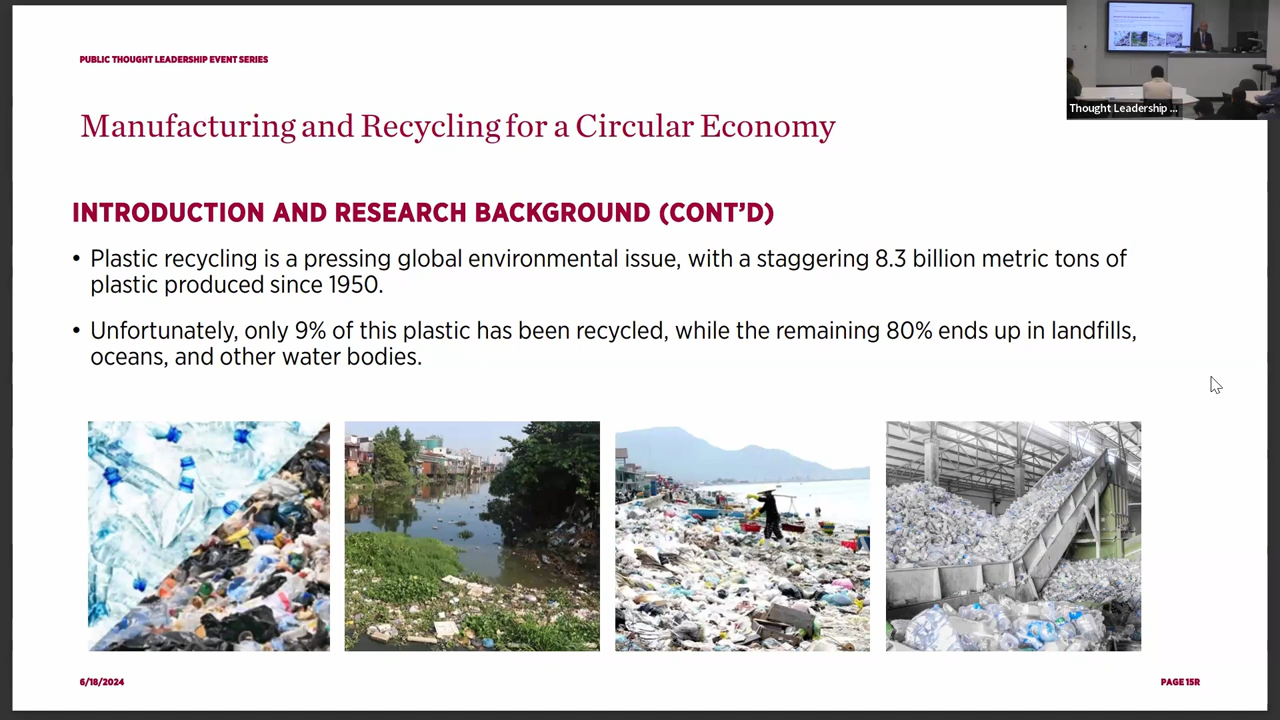 PUBLIC THOUGHT LEADERSHIP EVENT SERIES
Thought Leadership ...
Manufacturing and Recycling for a Circular Economy
INTRODUCTION AND RESEARCH BACKGROUND (CONT'D)
• Plastic recycling is a pressing global environmental issue, with a staggering 8.3 billion metric tons of
plastic produced since 1950.
• Unfortunately, only 9% of this plastic has been recycled, while the remaining 80% ends up in landfills,
oceans, and other water bodies.
6/18/2024
PAGE 15R